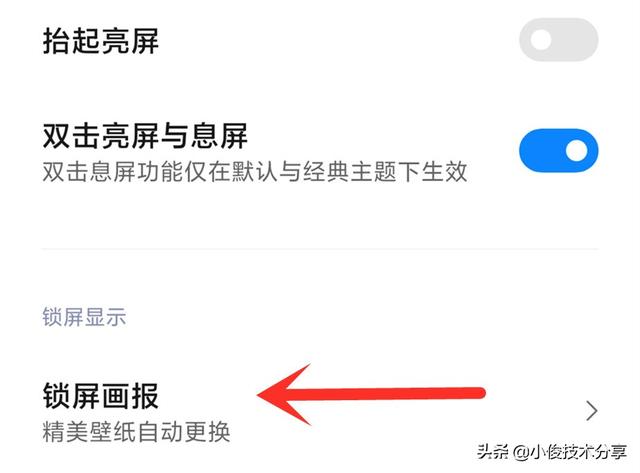 抬起亮屏
双击亮屏与息屏
双击息屏功能仅在默认与经典主题下生效
锁屏显示
锁屏画报
精美壁纸自动更换
头条 @小俊技术分享